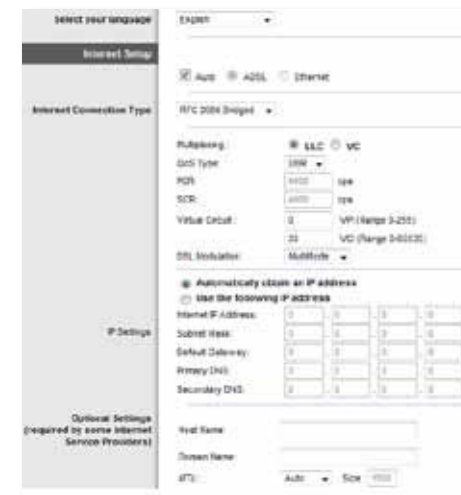 Select your language
English
Internet Setup
Auto ADSL Ethernet
Internet Connection Type
RFC 2684 Bridged
Multiplexing: LLC VC
QoS Type: UBR
PCR: cps
SCR: cps
Virtual Circuit: 0 VPI (Range 0-255)
VCI (Range 0-65535)
DSL Modulation: MultiMode
Automatically obtain an IP address
Use the following IP address
IP Settings
Internet IP Address:
Subnet Mask:
Default Gateway:
Primary DNS:
Secondary DNS:
Optional Settings
(required by some Internet
Service Providers)
Host Name
Domain Name
MTU: Auto Size